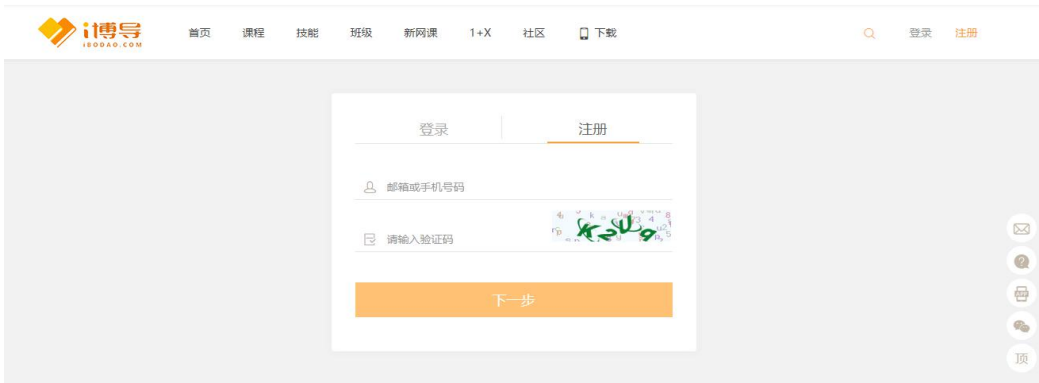 i博导
iBODAO.COM
首页 课程 技能 班级 新网课 1+X 社区 下载 登录 注册
登录 注册
邮箱或手机号码
请输入验证码
下一步
APP
顶